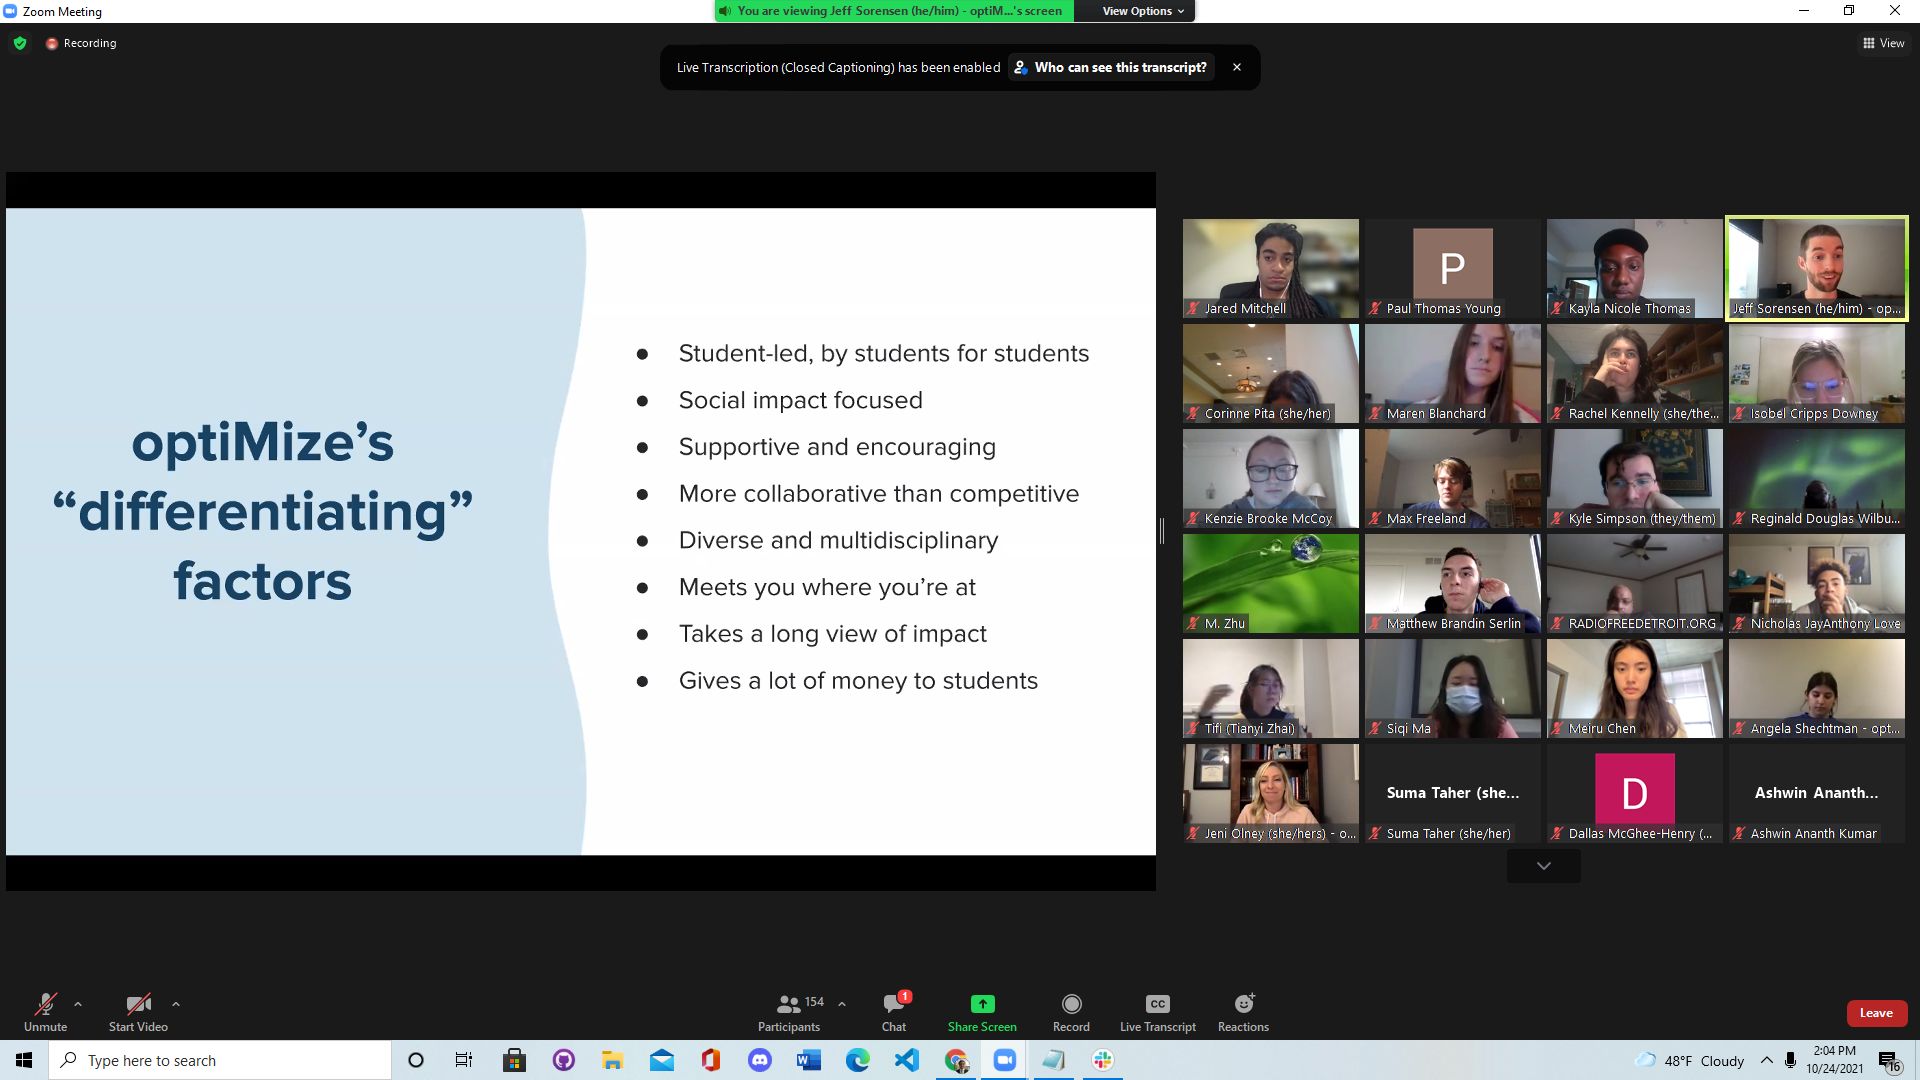 Zoom Meeting
You are viewing Jeff Sorensen (he/him) - optiM...'s screen
View Options
Recording
View
Live Transcription (Closed Captioning) has been enabled
Who can see this transcript?
optiMize’s
“differentiating”
factors
● Student-led, by students for students
● Social impact focused
● Supportive and encouraging
● More collaborative than competitive
● Diverse and multidisciplinary
● Meets you where you’re at
● Takes a long view of impact
● Gives a lot of money to students
Jared Mitchell
P
Paul Thomas Young
Kayla Nicole Thomas
Jeff Sorensen (he/him) - op...
Corinne Pita (she/her)
Maren Blanchard
Rachel Kennelly (she/the...
Isobel Cripps Downey
Kenzie Brooke McCoy
Max Freeland
Kyle Simpson (they/them)
Reginald Douglas Wilbu...
M. Zhu
Matthew Brandin Serlin
RADIOFREEDETROIT.ORG
Nicholas JayAnthony Love
Tifi (Tianyi Zhai)
Siqi Ma
Meiru Chen
Angela Shechtman - opt...
Jeni Olney (she/hers) - o...
Suma Taher (she...
Suma Taher (she/her)
D
Dallas McGhee-Henry (...
Ashwin Ananth...
Ashwin Ananth Kumar
Unmute
Start Video
154
Participants
1
Chat
Share Screen
Record
CC
Live Transcript
Reactions
Leave
Type here to search
48°F Cloudy
2:04 PM
10/24/2021
16